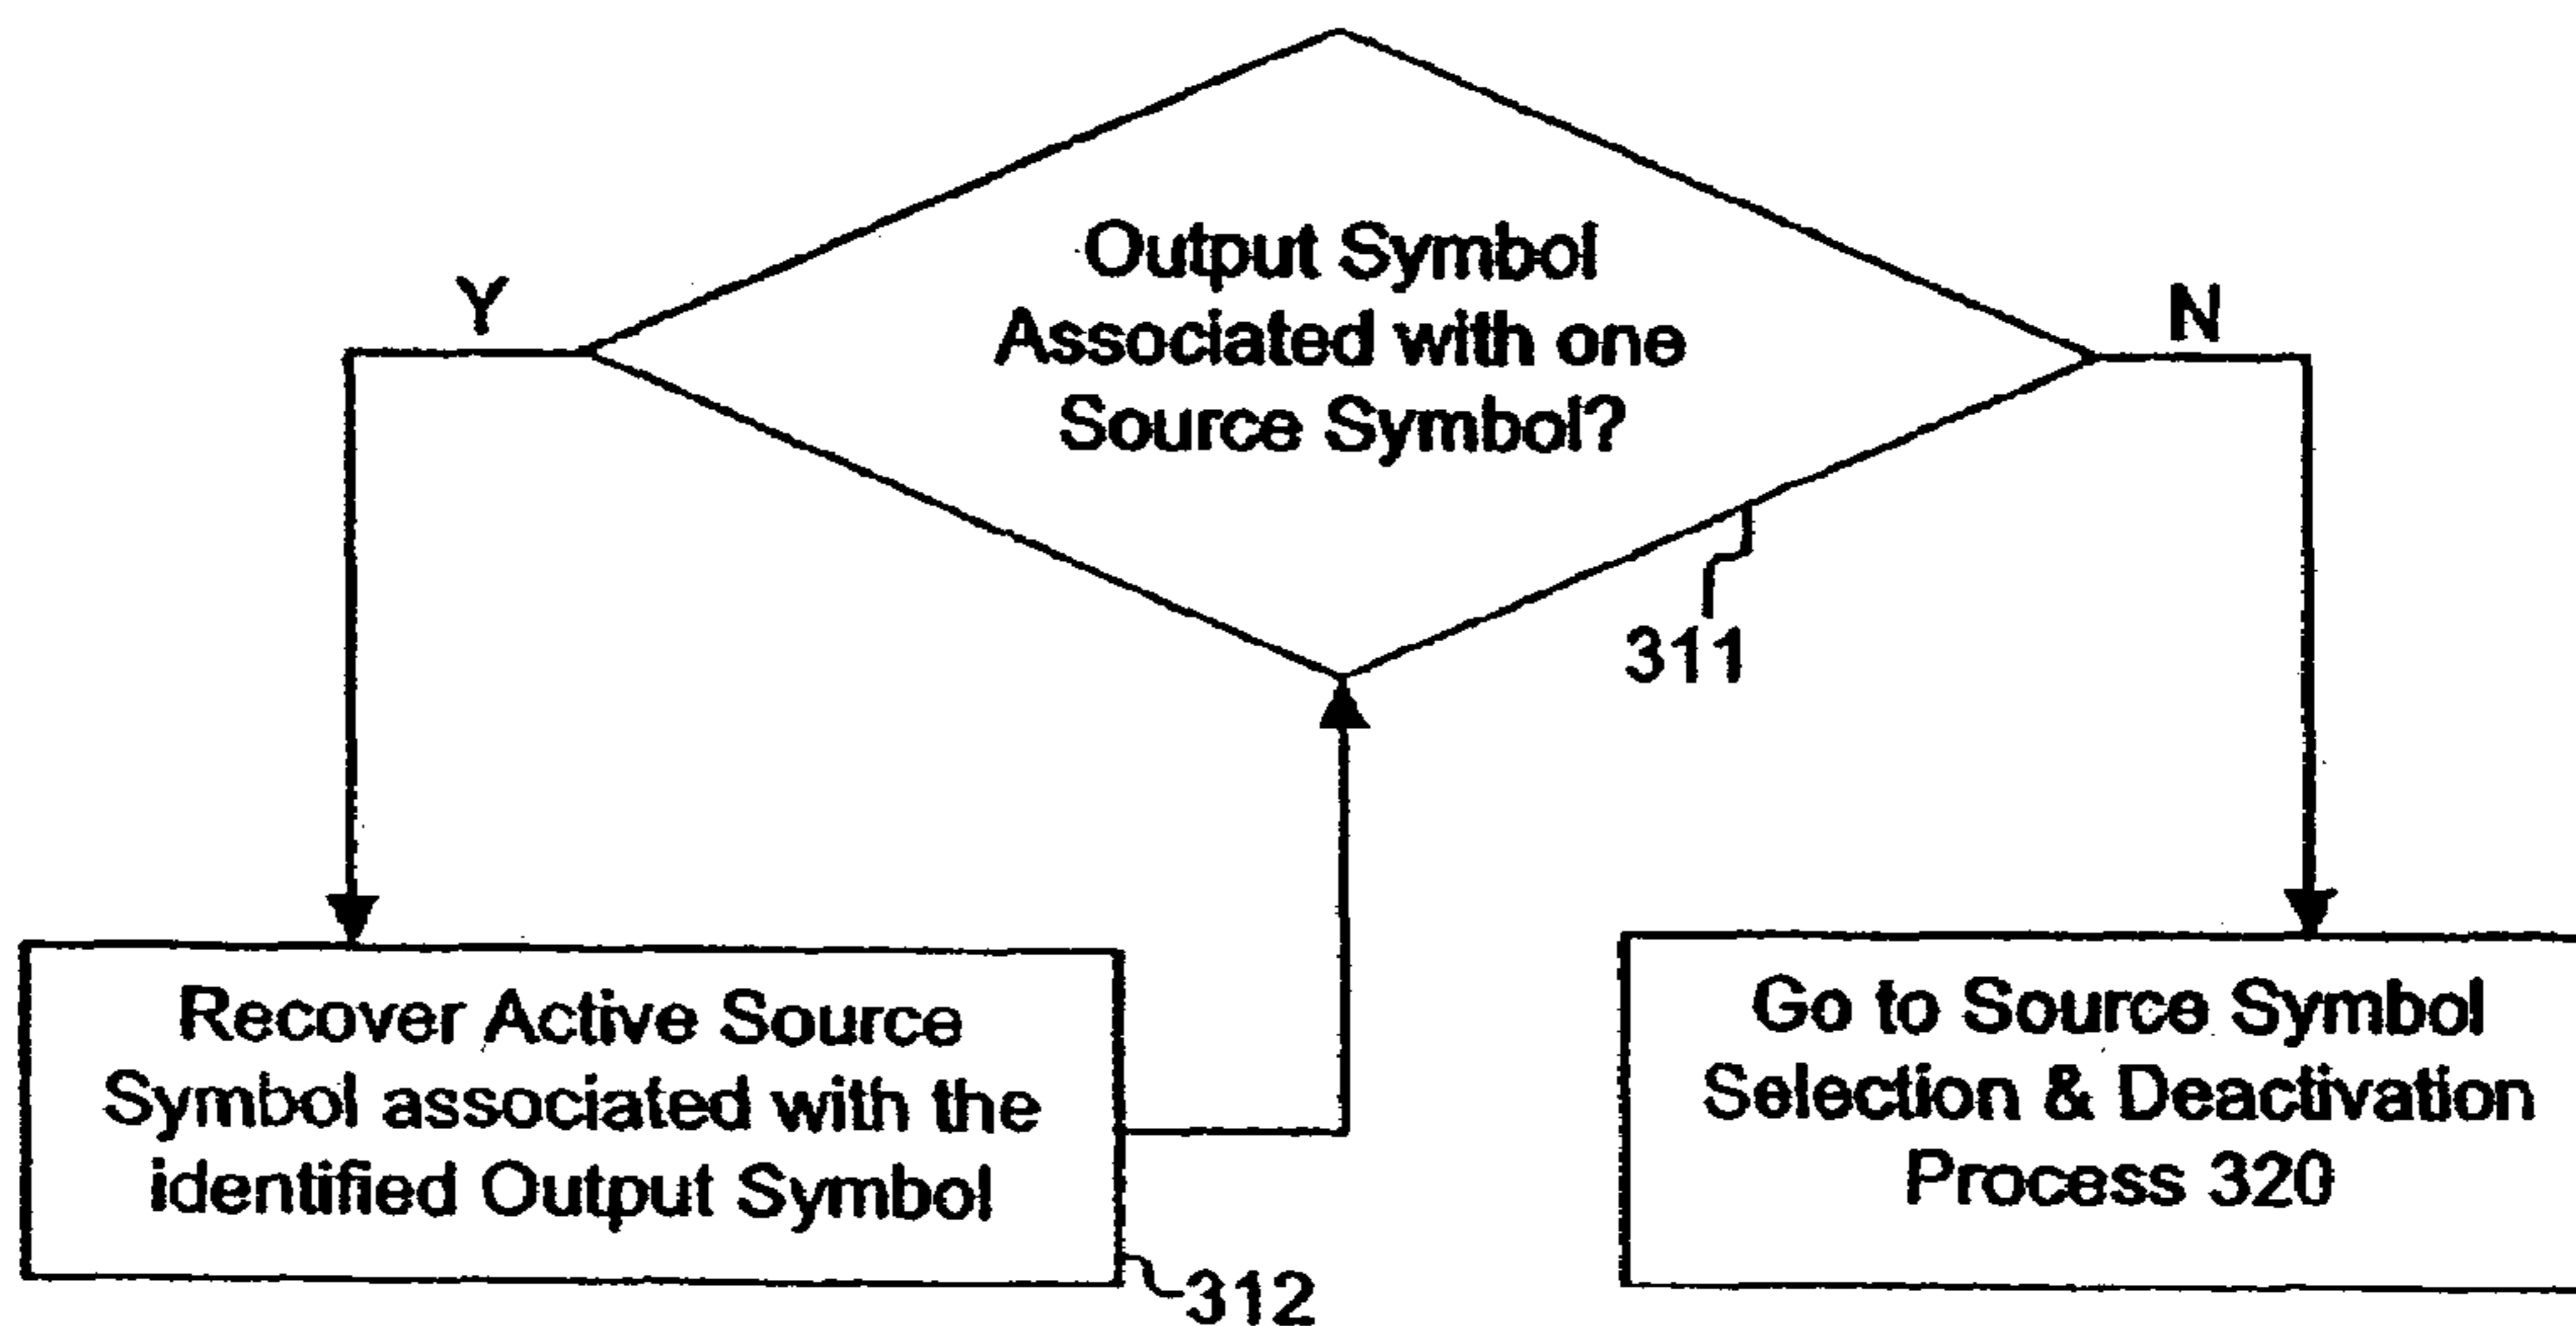 Output Symbol
Associated with one
Source Symbol?
Y
N
311
Recover Active Source
Symbol associated with the
identified Output Symbol
312
Go to Source Symbol
Selection & Deactivation
Process 320